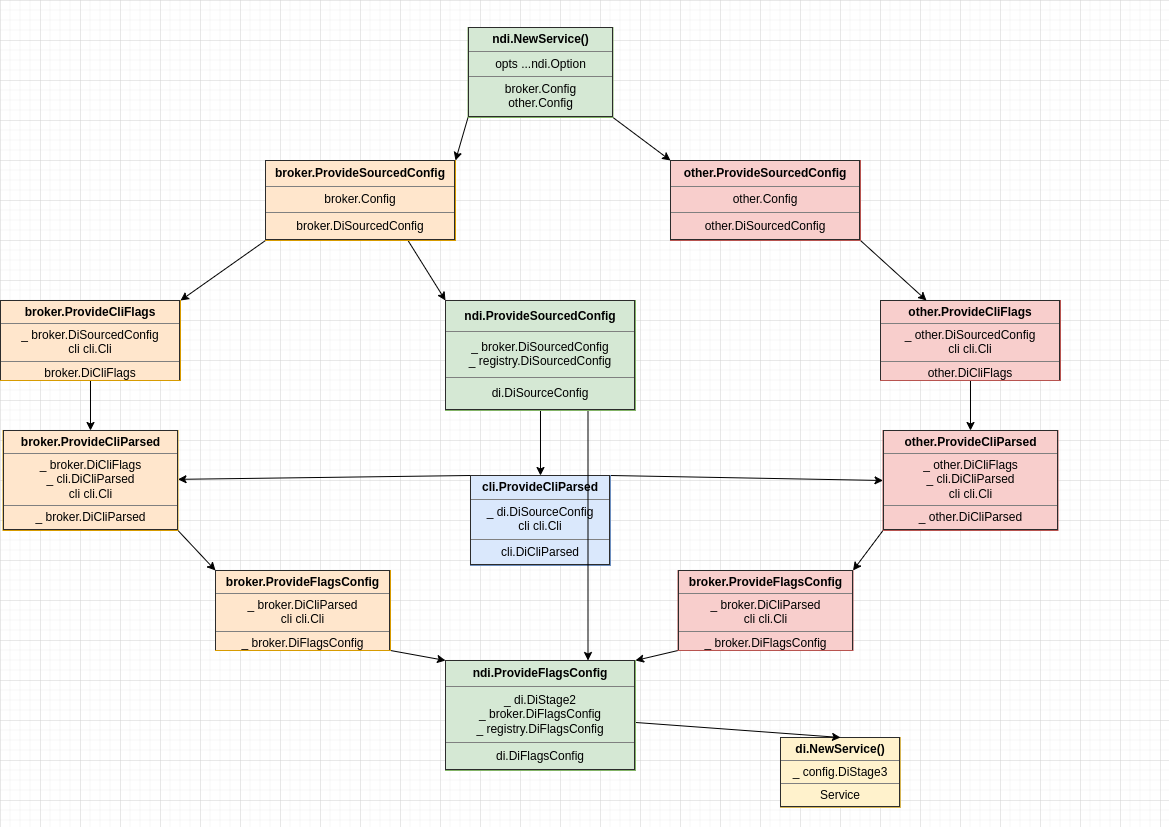 ndi.NewService()
opts ...ndi.Option
broker.Config
other.Config
broker.ProvideSourcedConfig
broker.Config
broker.DiSourcedConfig
other.ProvideSourcedConfig
other.Config
other.DiSourcedConfig
broker.ProvideCliFlags
_ broker.DiSourcedConfig
cli cli.Cli
broker.DiCliFlags
ndi.ProvideSourcedConfig
_ broker.DiSourcedConfig
_ registry.DiSourcedConfig
di.DiSourceConfig
other.ProvideCliFlags
_ other.DiSourcedConfig
cli cli.Cli
other.DiCliFlags
broker.ProvideCliParsed
_ broker.DiCliFlags
_ cli.DiCliParsed
cli cli.Cli
_ broker.DiCliParsed
cli.ProvideCliParsed
_ di.DiSourceConfig
cli cli.Cli
cli.DiCliParsed
other.ProvideCliParsed
_ other.DiCliFlags
_ cli.DiCliParsed
cli cli.Cli
_ other.DiCliParsed
broker.ProvideFlagsConfig
_ broker.DiCliParsed
cli cli.Cli
_ broker.DiFlagsConfig
broker.ProvideFlagsConfig
_ broker.DiCliParsed
cli cli.Cli
_ broker.DiFlagsConfig
ndi.ProvideFlagsConfig
_ di.DiStage2
_ broker.DiFlagsConfig
_ registry.DiFlagsConfig
di.DiFlagsConfig
di.NewService()
_ config.DiStage3
Service